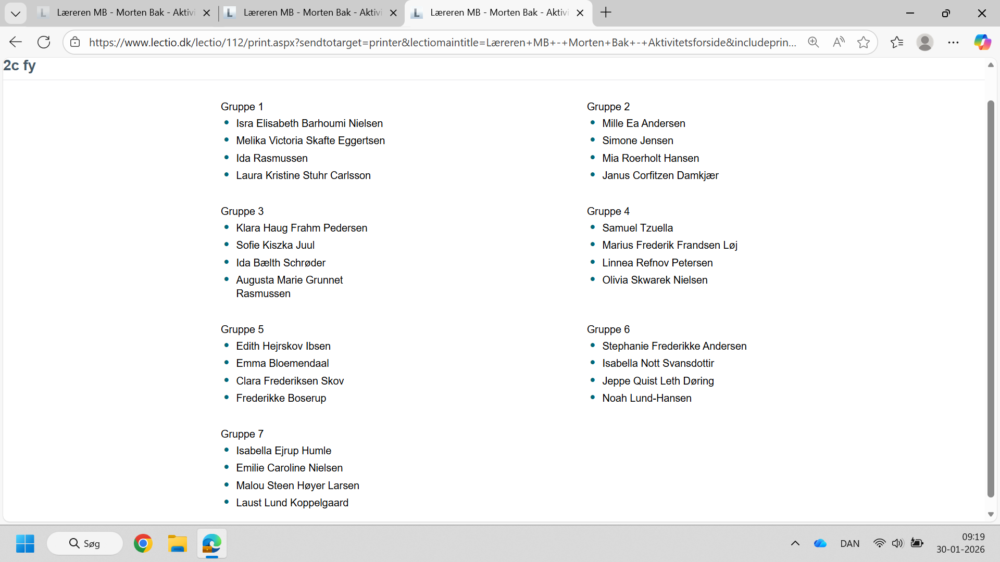 Læreren MB - Morten Bak - Aktivi
Læreren MB - Morten Bak - Aktivi
Læreren MB - Morten Bak - Aktivi
https://www.lectio.dk/lectio/112/print.aspx?sendtotarget=printer&lectiomaintitle=Læreren+MB+-+Morten+Bak+-+Aktivitetsforside&includeprin...
2c fy
Gruppe 1
Isra Elisabeth Barhoumi Nielsen
Melika Victoria Skafte Eggertsen
Ida Rasmussen
Laura Kristine Stuhr Carlsson
Gruppe 2
Mille Ea Andersen
Simone Jensen
Mia Roerholt Hansen
Janus Corfitzen Damkjær
Gruppe 3
Klara Haug Frahm Pedersen
Sofie Kiszka Juul
Ida Bælth Schrøder
Augusta Marie Grunnet
Rasmussen
Gruppe 4
Samuel Tzuella
Marius Frederik Frandsen Løj
Linnea Refnov Petersen
Olivia Skwarek Nielsen
Gruppe 5
Edith Hejrskov Ibsen
Emma Bloemendaal
Clara Frederiksen Skov
Frederikke Boserup
Gruppe 6
Stephanie Frederikke Andersen
Isabella Nott Svansdottir
Jeppe Quist Leth Døring
Noah Lund-Hansen
Gruppe 7
Isabella Ejrup Humle
Emilie Caroline Nielsen
Malou Steen Høyer Larsen
Laust Lund Koppelgaard
Søg
DAN
09:19
30-01-2026